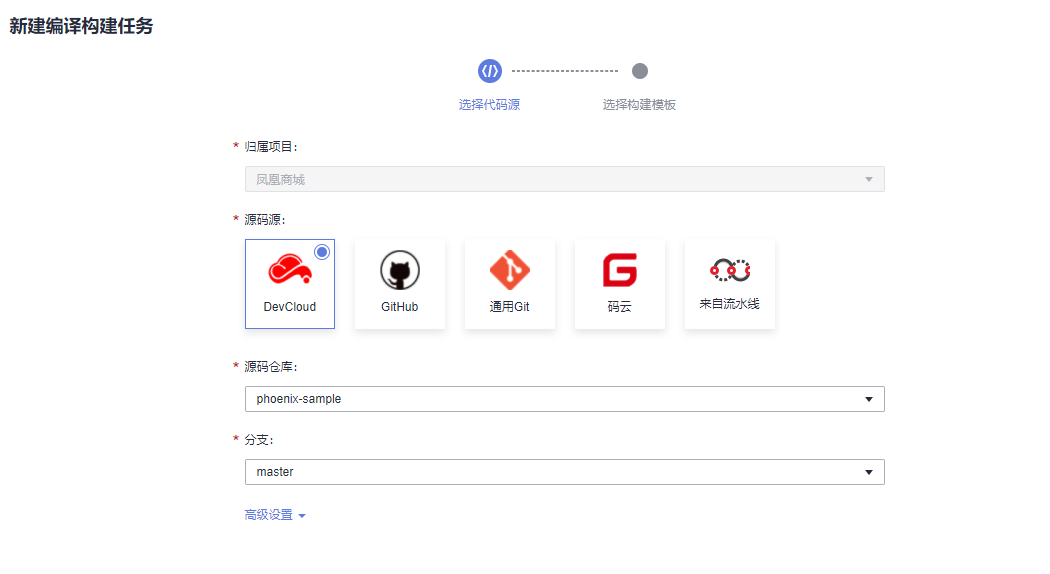 新建编译构建任务
选择代码源 选择构建模板
* 归属项目:
凤凰商城
* 源码源:
DevCloud GitHub 通用Git 码云 来自流水线
* 源码仓库:
phoenix-sample
* 分支:
master
高级设置